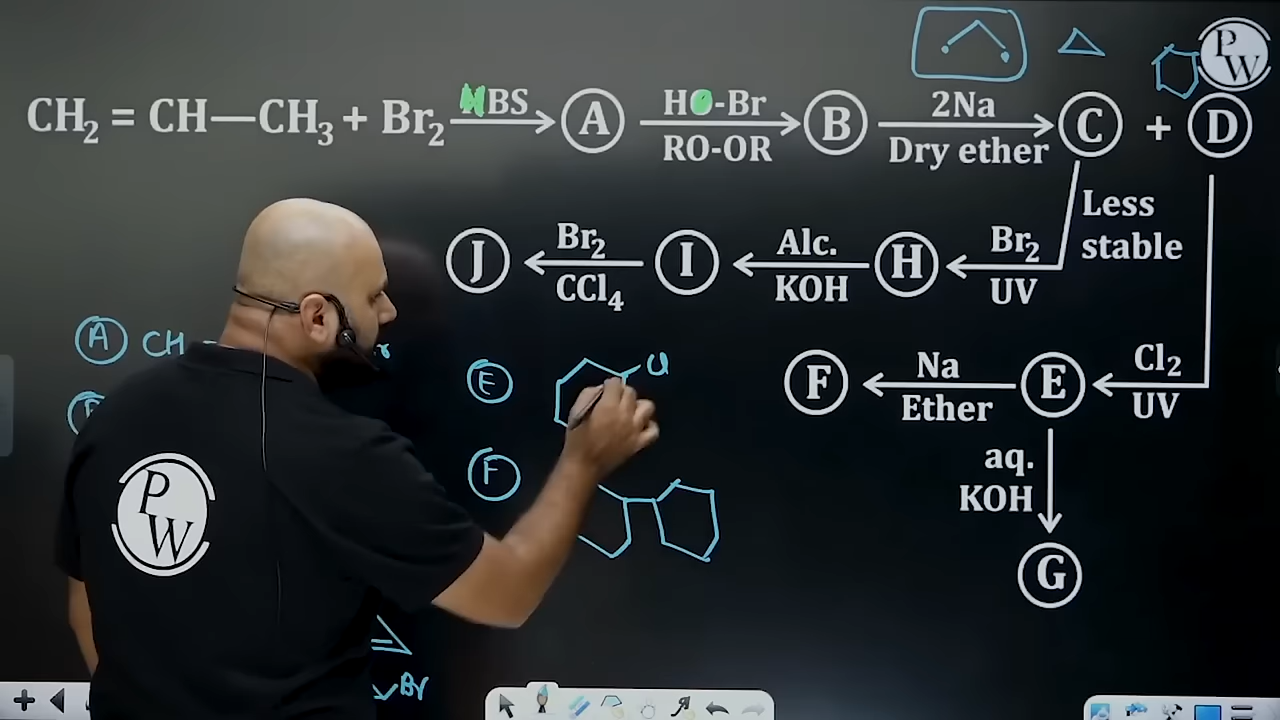 P
W
CH2 = CH—CH3 + Br2 NBS A HO-Br RO-OR B 2Na Dry ether C + D
Less
stable
J Br2 CCl4 I Alc. KOH H Br2 UV
F Na Ether E Cl2 UV
aq.
KOH
G
A CH
E Cl
F
Br
P
W